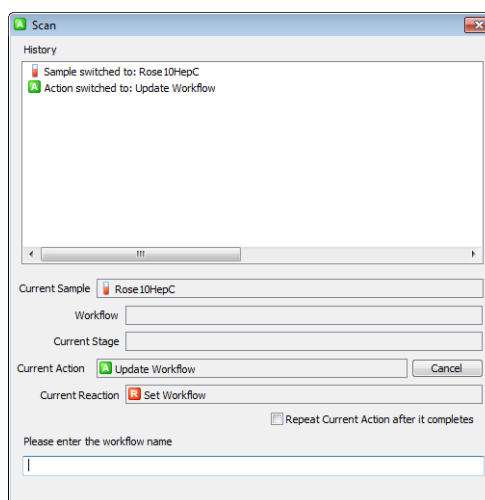 A Scan
History
Sample switched to: Rose10HepC
A Action switched to: Update Workflow
Current Sample Rose10HepC
Workflow
Current Stage
Current Action A Update Workflow Cancel
Current Reaction R Set Workflow
Repeat Current Action after it completes
Please enter the workflow name